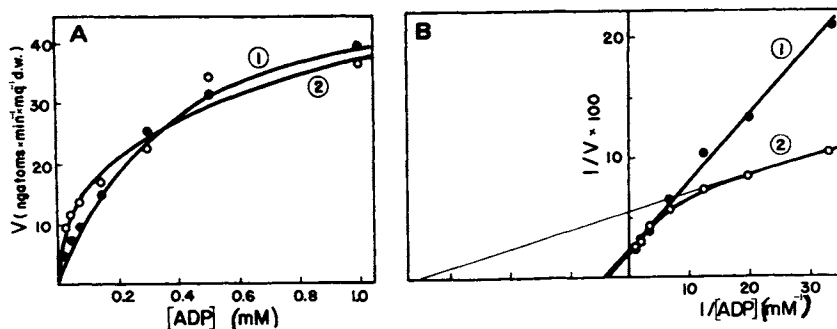 A
V(ngatoms×min⁻¹×mg⁻¹d.w.)
40
30
20
10
0.2 0.4 0.6 0.8 1.0
[ADP] (mM)
①
②
B
1/V × 100
20
10
10 20 30
1/[ADP](mM⁻¹)
①
②